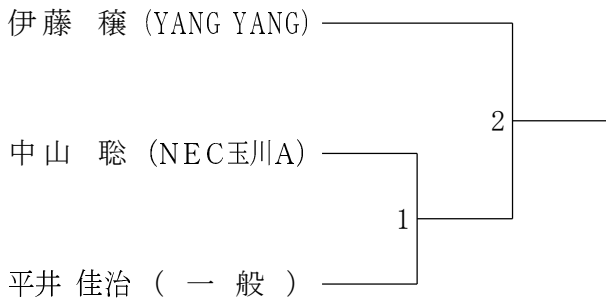 伊藤 穣 (YANG YANG)
2
中山 聡 (NEC玉川A)
1
平井 佳治 (一般)